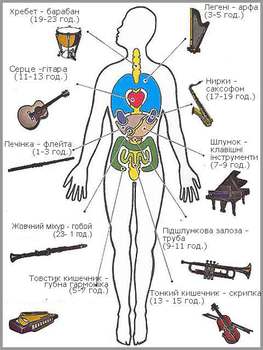 Хребет - барабан
(19-23 год.)
Легені - арфа
(3-5 год.)
Серце -гітара
(11-13 год.)
Нирки -
саксофон
(17-19 год.)
Печінка - флейта
(1-3 год.)
Шлунок -
клавішні
інструменти
(7-9 год.)
Жовчний міхур - гобой
(23- 1 год.)
Підшлункова залоза -
труба
(9-11 год.)
Товстик кишечник -
губна гармоніка
(5-7 год.)
Тонкий кишечник - скрипка
(13 - 15 год.)